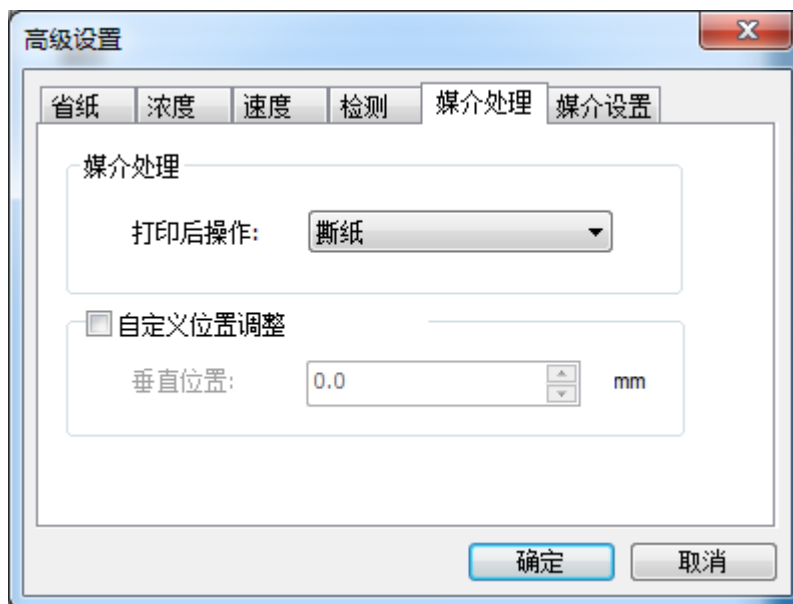 高级设置
省纸 浓度 速度 检测 媒介处理 媒介设置
媒介处理
打印后操作: 撕纸
自定义位置调整
垂直位置: 0.0 mm
确定 取消